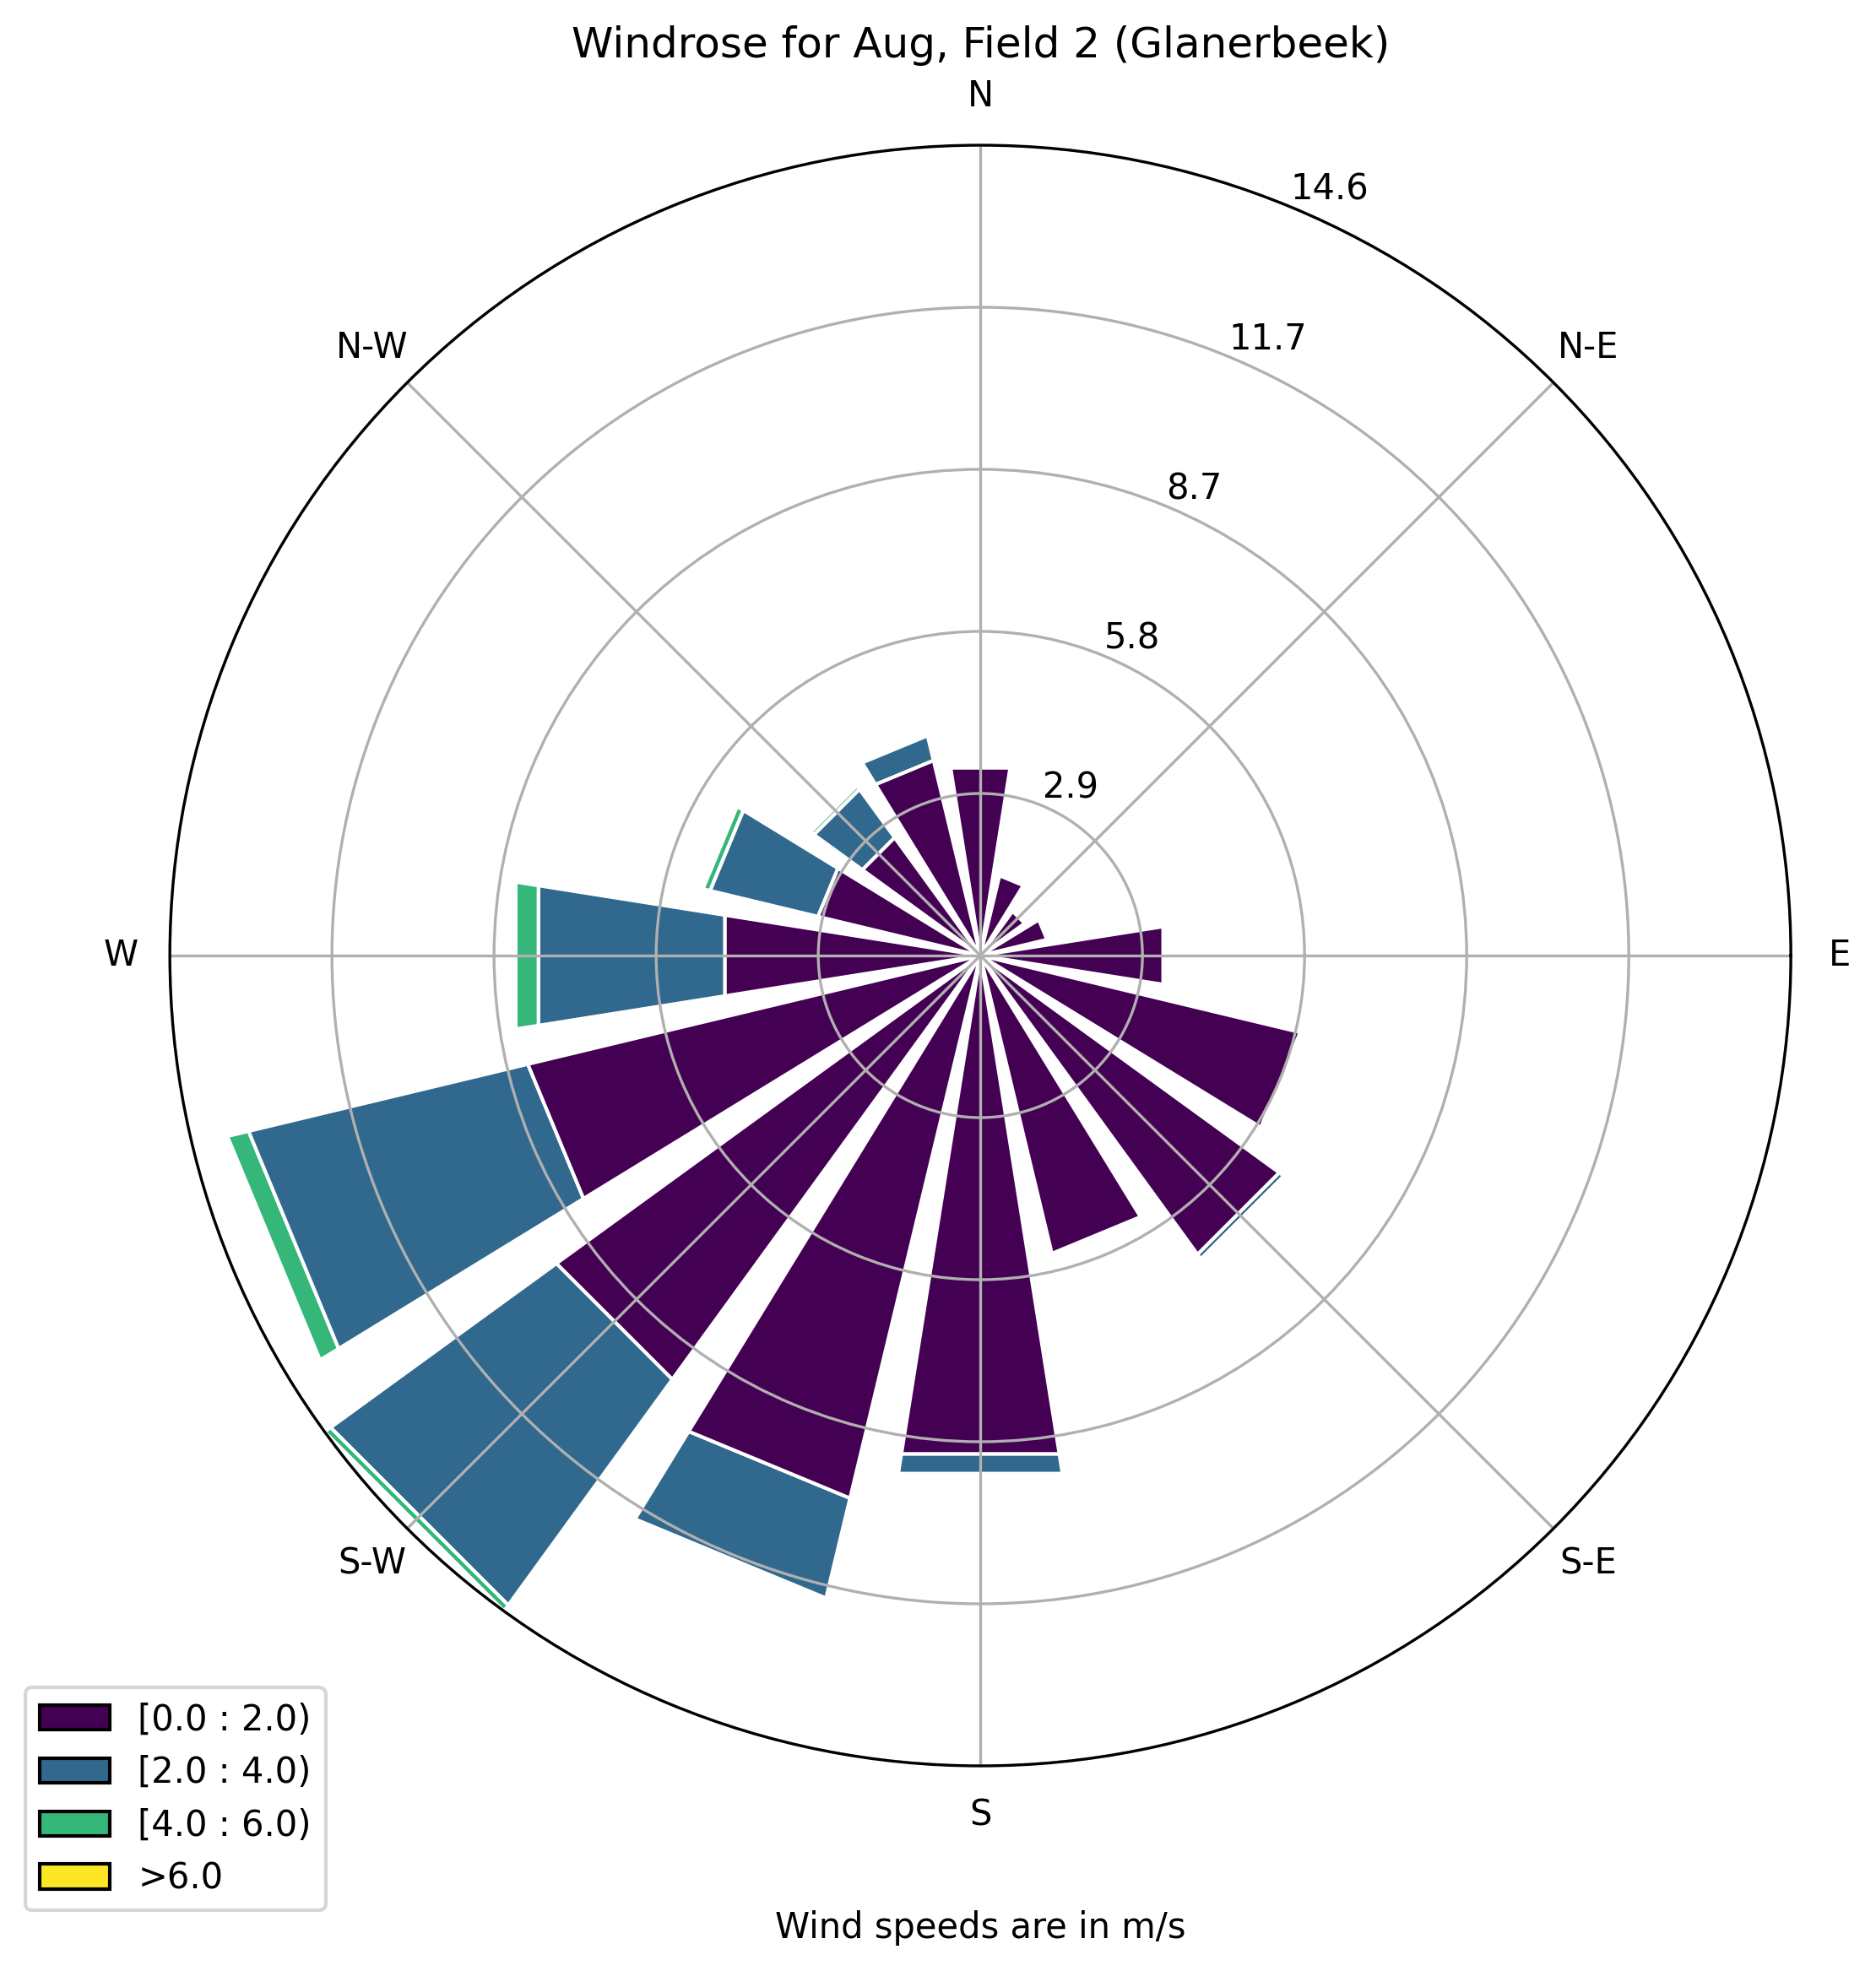 Windrose for Aug, Field 2 (Glanerbeek)
N
14.6
N-W
11.7
N-E
8.7
5.8
2.9
W
E
S-W
S-E
[0.0 : 2.0)
[2.0 : 4.0)
[4.0 : 6.0)
>6.0
S
Wind speeds are in m/s